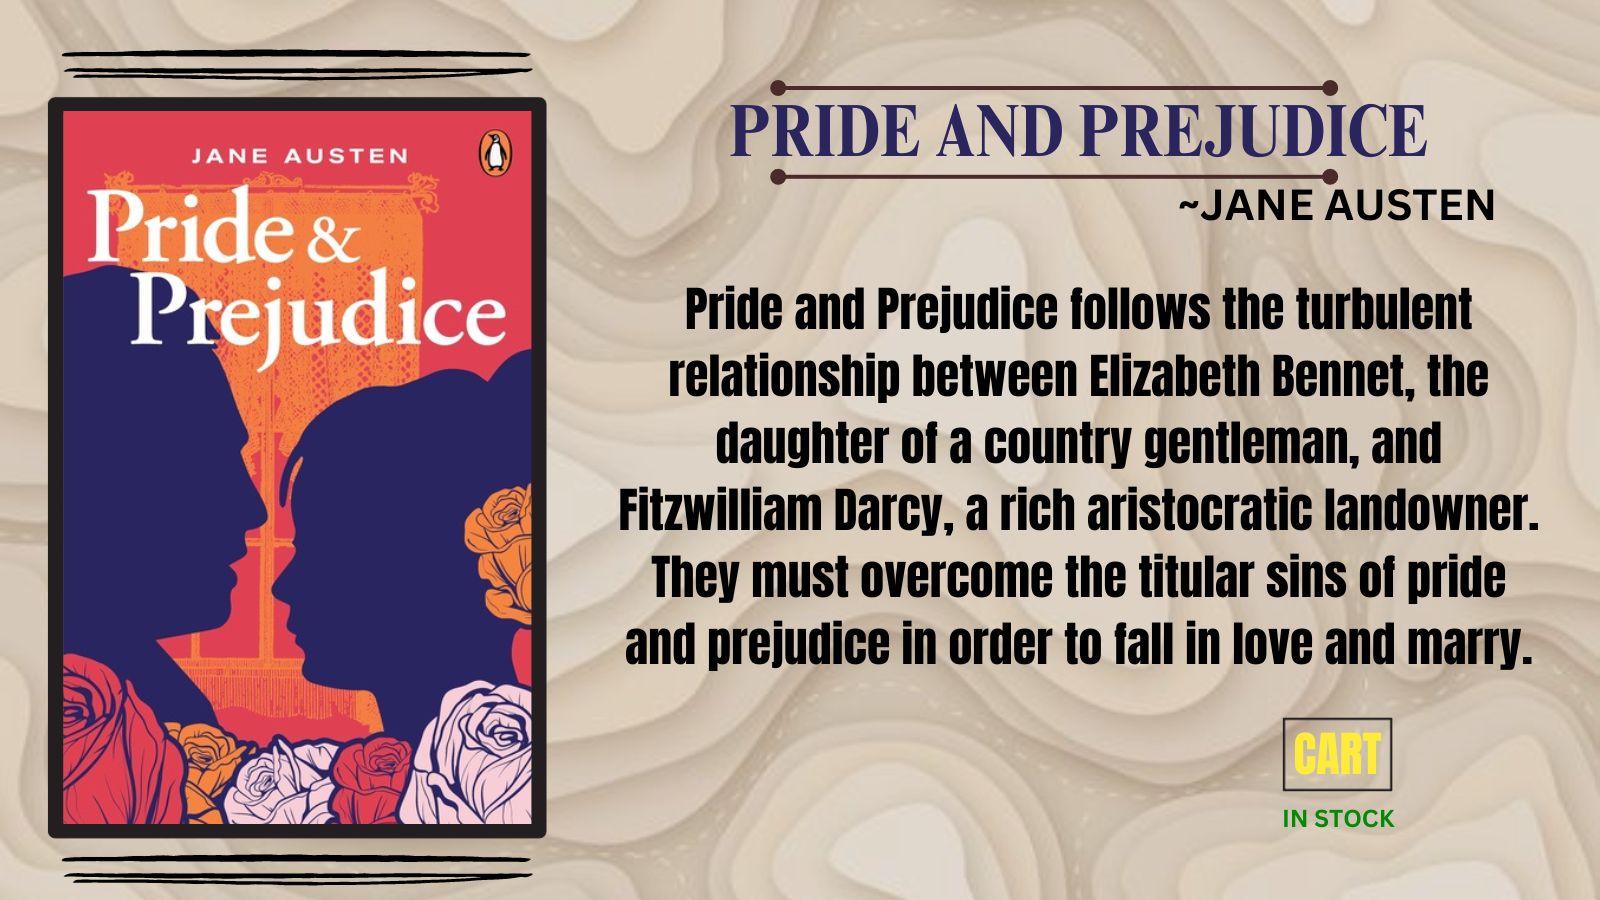 JANE AUSTEN
Pride &
Prejudice
PRIDE AND PREJUDICE
~JANE AUSTEN
Pride and Prejudice follows the turbulent
relationship between Elizabeth Bennet, the
daughter of a country gentleman, and
Fitzwilliam Darcy, a rich aristocratic landowner.
They must overcome the titular sins of pride
and prejudice in order to fall in love and marry.
CART
IN STOCK